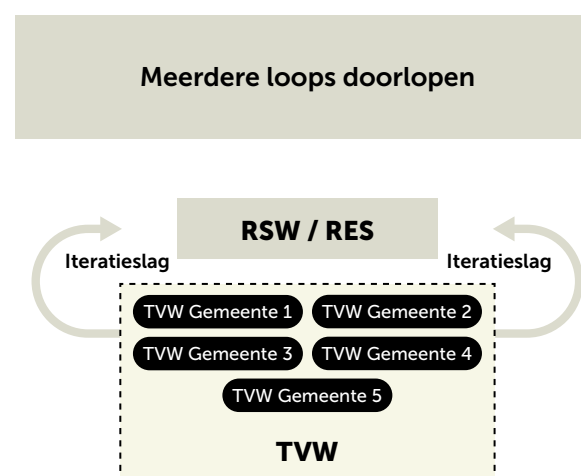 Meerdere loops doorlopen
RSW / RES
Iteratieslag
Iteratieslag
TVW Gemeente 1
TVW Gemeente 2
TVW Gemeente 3
TVW Gemeente 4
TVW Gemeente 5
TVW